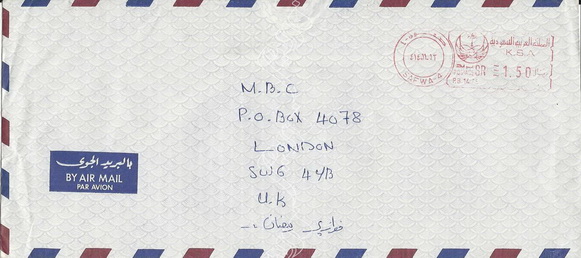 صفوى
SAFWA-A
المملكة العربية السعودية
K.S.A.
SR 1.50
M.B.C
P.O.BOX 4078
LONDON
SW6 4YB
U.K
بالبريد الجوي
BY AIR MAIL
PAR AVION